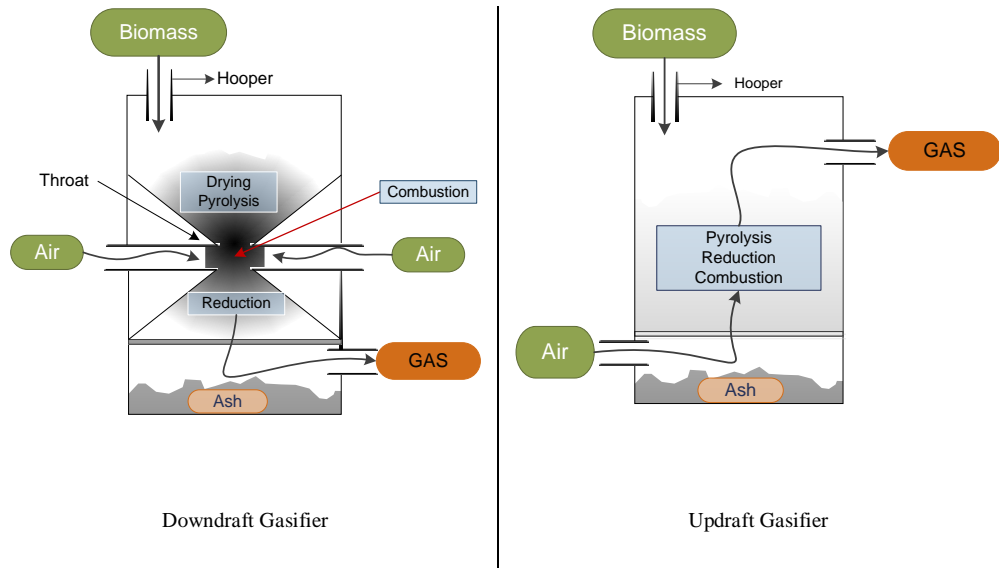 Biomass
Hooper
Drying
Pyrolysis
Throat
Combustion
Air
Air
Reduction
GAS
Ash
Downdraft Gasifier
Biomass
Hooper
GAS
Pyrolysis
Reduction
Combustion
Air
Ash
Updraft Gasifier